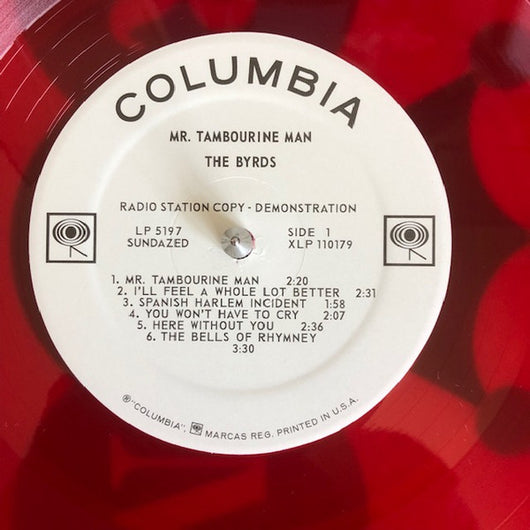 COLUMBIA
MR. TAMBOURINE MAN
THE BYRDS
RADIO STATION COPY - DEMONSTRATION
LP 5197 SIDE 1
SUNDAZED XLP 110179
1. MR. TAMBOURINE MAN 2:20
2. I'LL FEEL A WHOLE LOT BETTER 2:31
3. SPANISH HARLEM INCIDENT 1:58
4. YOU WON'T HAVE TO CRY 2:07
5. HERE WITHOUT YOU 2:36
6. THE BELLS OF RHYMNEY
3:30
℗"COLUMBIA", MARCAS REG. PRINTED IN U.S.A.